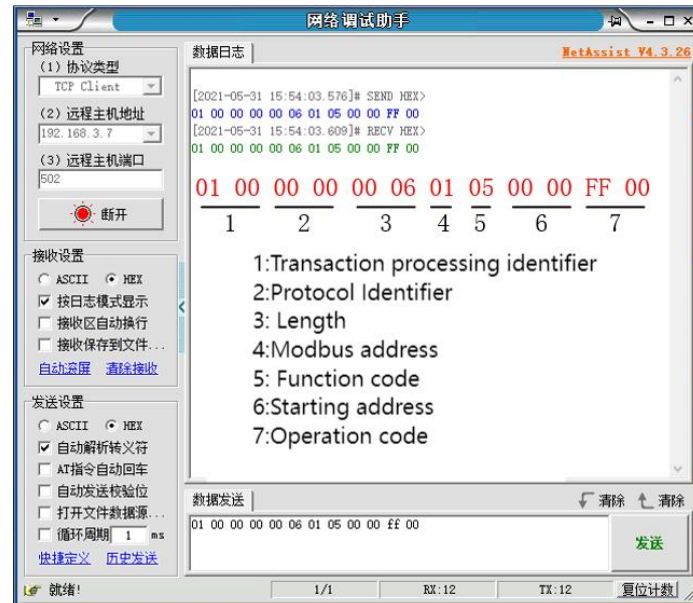 网络调试助手
网络设置
(1) 协议类型
TCP Client
(2) 远程主机地址
192.168.3.7
(3) 远程主机端口
502
断开
接收设置
ASCII HEX
按日志模式显示
接收区自动换行
接收保存到文件...
自动滚屏 清除接收
发送设置
ASCII HEX
自动解析转义符
AT指令自动回车
自动发送校验位
打开文件数据源...
循环周期 1 ms
快捷定义 历史发送
数据日志
NetAssist V4.3.26
[2021-05-31 15:54:03.576]# SEND HEX>
01 00 00 00 00 06 01 05 00 00 FF 00
[2021-05-31 15:54:03.609]# RECV HEX>
01 00 00 00 00 06 01 05 00 00 FF 00
01 00 00 00 00 06 01 05 00 00 FF 00
1 2 3 4 5 6 7
1:Transaction processing identifier
2:Protocol Identifier
3: Length
4:Modbus address
5: Function code
6:Starting address
7:Operation code
数据发送 清除 清除
01 00 00 00 00 06 01 05 00 00 ff 00
发送
就绪! 1/1 RX:12 TX:12 复位计数